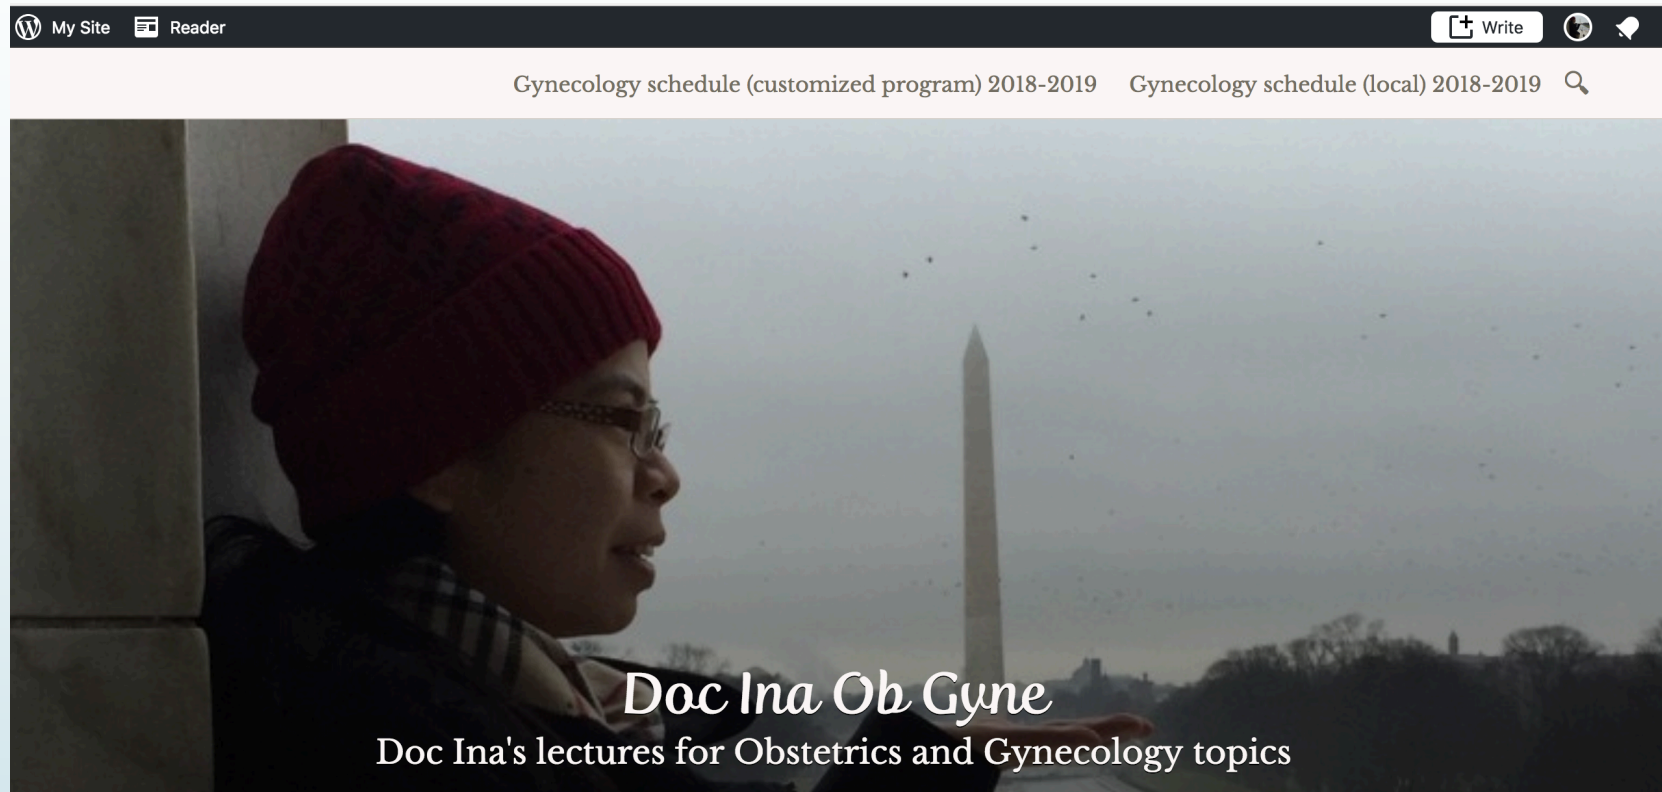 My Site Reader Write
Gynecology schedule (customized program) 2018-2019 Gynecology schedule (local) 2018-2019
Doc Ina Ob Gyne
Doc Ina's lectures for Obstetrics and Gynecology topics